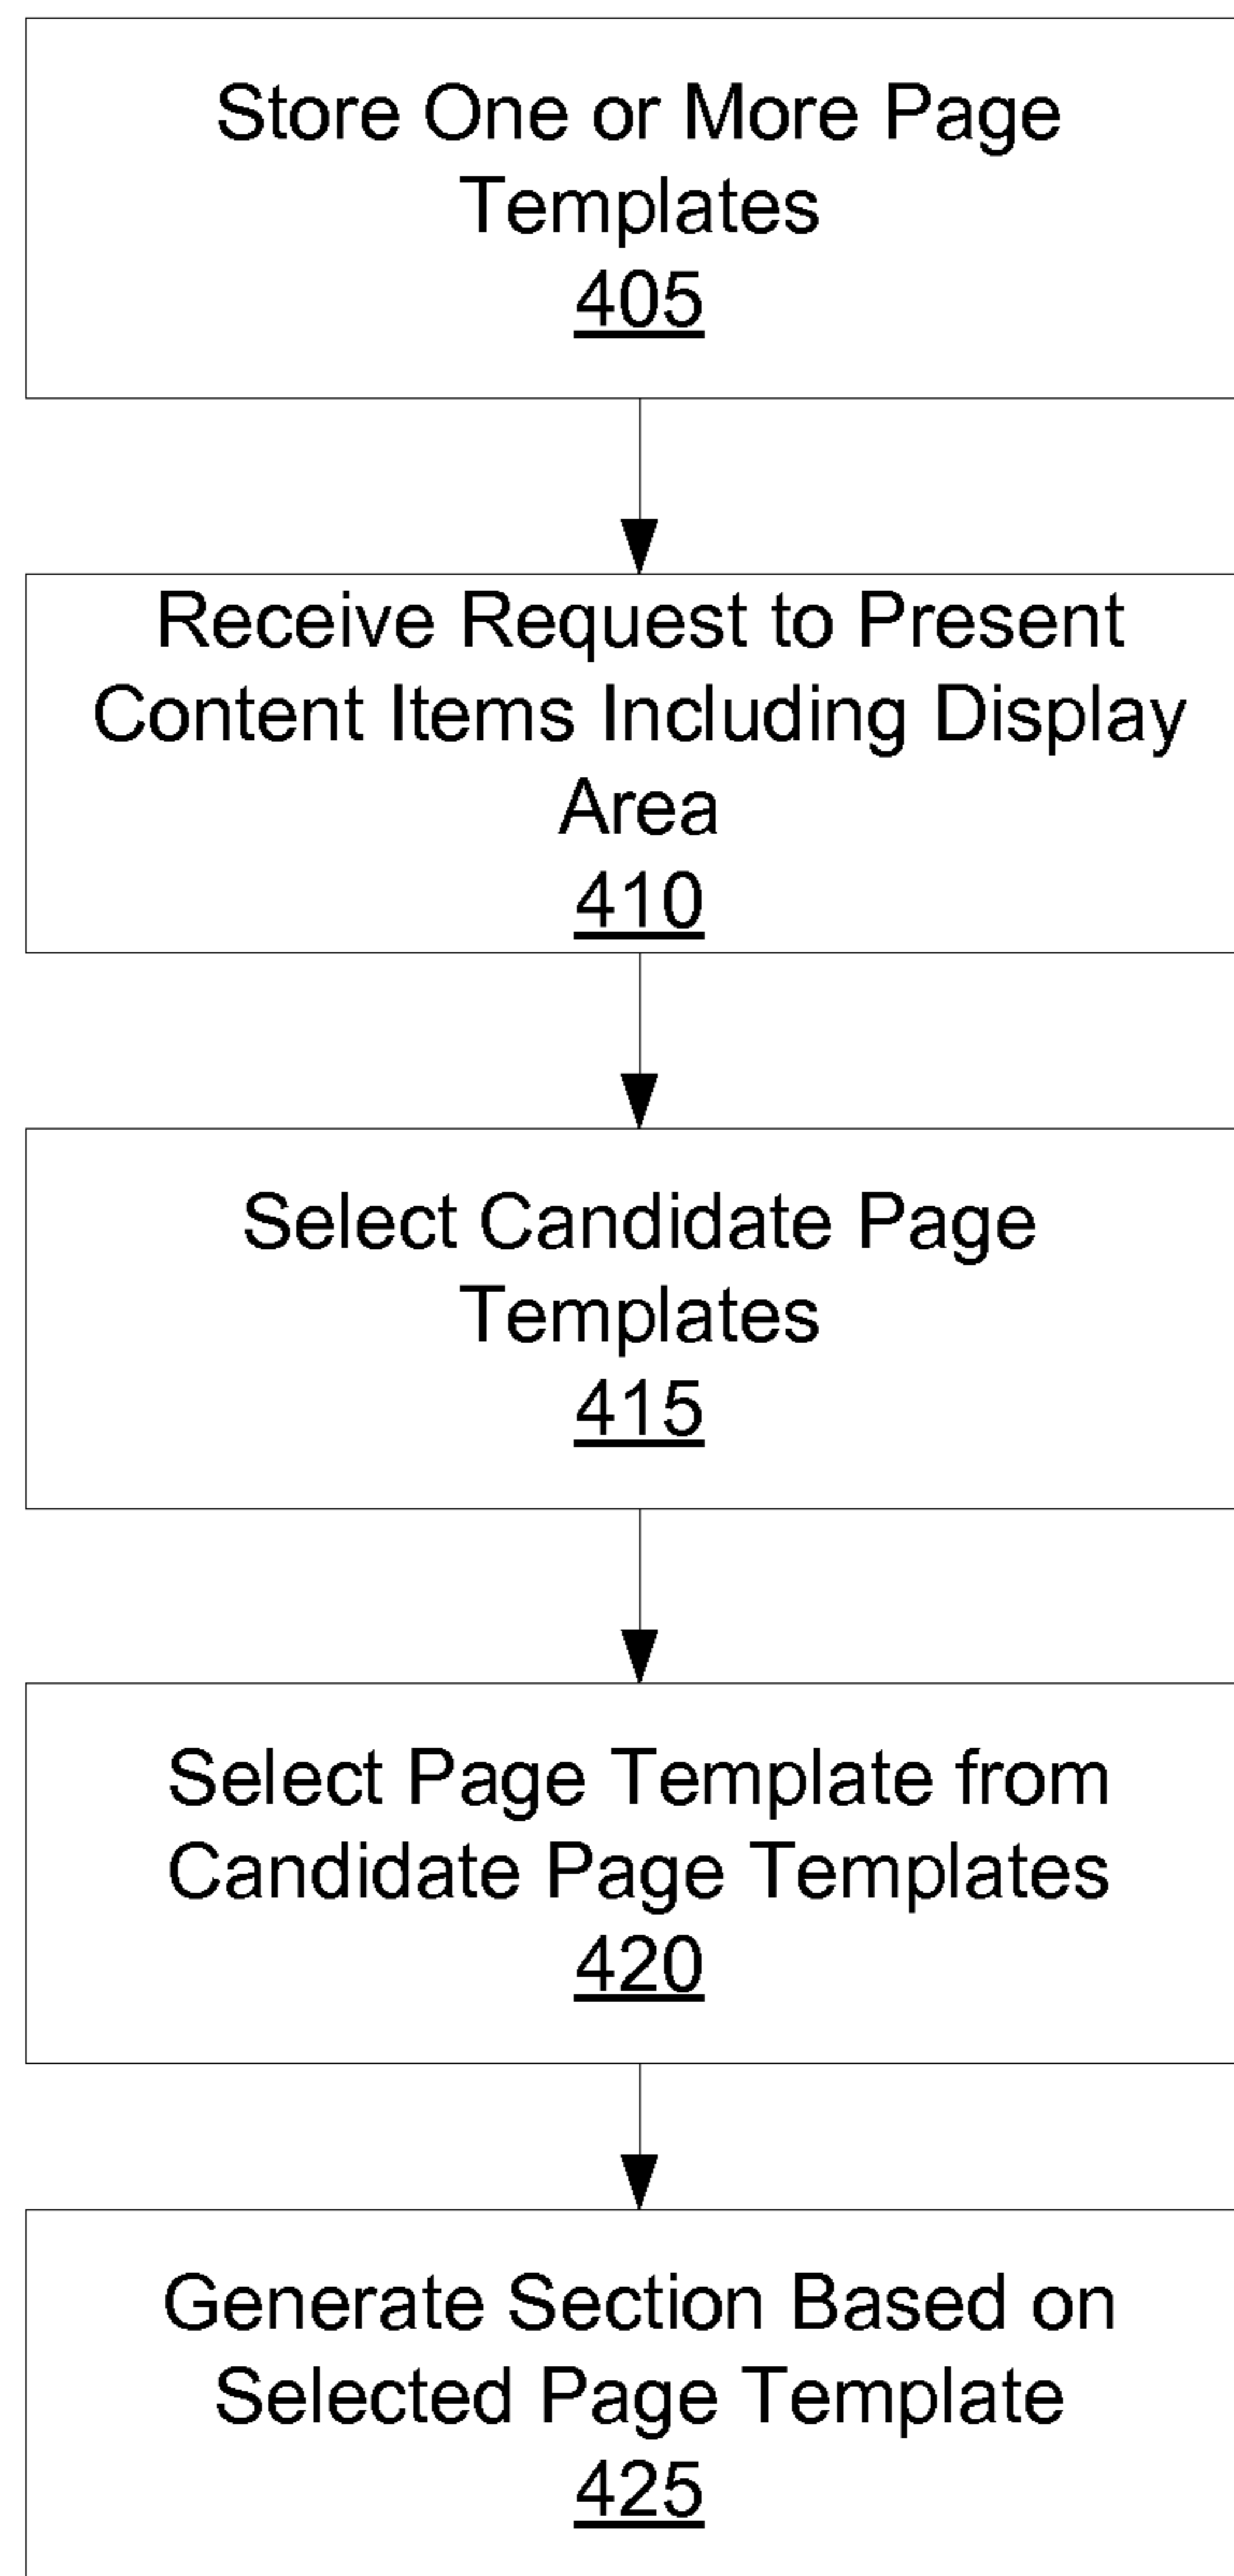 Store One or More Page
Templates
405
Receive Request to Present
Content Items Including Display
Area
410
Select Candidate Page
Templates
415
Select Page Template from
Candidate Page Templates
420
Generate Section Based on
Selected Page Template
425